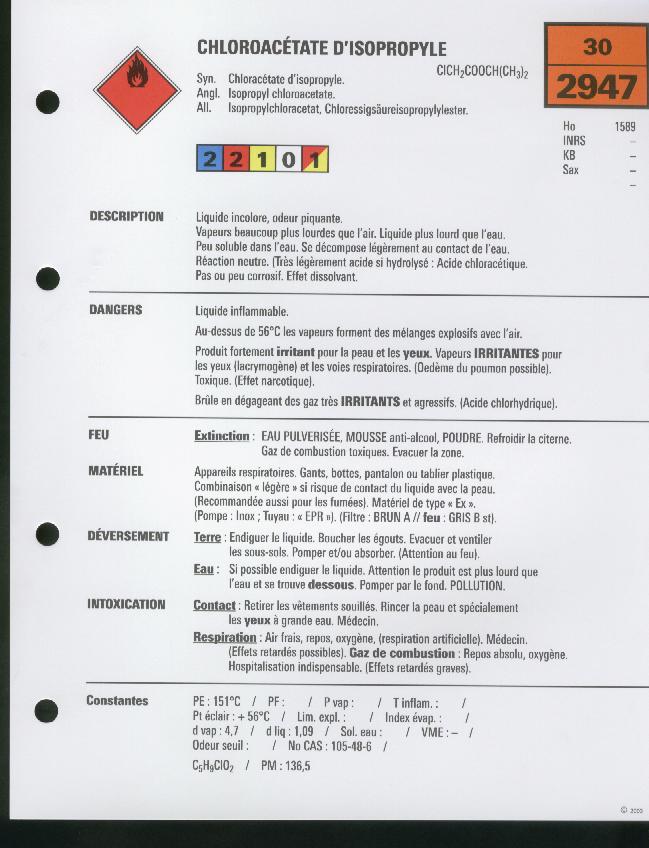 CHLOROACÉTATE D'ISOPROPYLE
ClCH₂COOCH(CH₃)₂
30
2947
Syn. Chloracétate d'isopropyle.
Angl. Isopropyl chloroacetate.
All. Isopropylchloracetat, Chloressigsäureisopropylylester.
Ho 1589
INRS –
KB –
Sax –
–
2 2 1 0 1
DESCRIPTION Liquide incolore, odeur piquante.
Vapeurs beaucoup plus lourdes que l'air. Liquide plus lourd que l'eau.
Peu soluble dans l'eau. Se décompose légèrement au contact de l'eau.
Réaction neutre. (Très légèrement acide si hydrolysé : Acide chloracétique.
Pas ou peu corrosif. Effet dissolvant.
DANGERS Liquide inflammable.
Au-dessus de 56°C les vapeurs forment des mélanges explosifs avec l'air.
Produit fortement irritant pour la peau et les yeux. Vapeurs IRRITANTES pour
les yeux (lacrymogène) et les voies respiratoires. (Oedème du poumon possible).
Toxique. (Effet narcotique).
Brûle en dégageant des gaz très IRRITANTS et agressifs. (Acide chlorhydrique).
FEU Extinction : EAU PULVERISÉE, MOUSSE anti-alcool, POUDRE. Refroidir la citerne.
Gaz de combustion toxiques. Evacuer la zone.
MATÉRIEL Appareils respiratoires. Gants, bottes, pantalon ou tablier plastique.
Combinaison « légère » si risque de contact du liquide avec la peau.
(Recommandée aussi pour les fumées). Matériel de type « Ex ».
(Pompe : Inox ; Tuyau : « EPR »). (Filtre : BRUN A // feu : GRIS B st).
DÉVERSEMENT Terre : Endiguer le liquide. Boucher les égouts. Evacuer et ventiler
les sous-sols. Pomper et/ou absorber. (Attention au feu).
Eau : Si possible endiguer le liquide. Attention le produit est plus lourd que
l'eau et se trouve dessous. Pomper par le fond. POLLUTION.
INTOXICATION Contact : Retirer les vêtements souillés. Rincer la peau et spécialement
les yeux à grande eau. Médecin.
Respiration : Air frais, repos, oxygène, (respiration artificielle). Médecin.
(Effets retardés possibles). Gaz de combustion : Repos absolu, oxygène.
Hospitalisation indispensable. (Effets retardés graves).
Constantes PE : 151°C / PF : / P vap : / T inflam. : /
Pt éclair : + 56°C / Lim. expl. : / Index évap. : /
d vap : 4,7 / d liq : 1,09 / Sol. eau : / VME : – /
Odeur seuil : / No CAS : 105-48-6 /
C₅H₉ClO₂ / PM : 136,5
© 2000